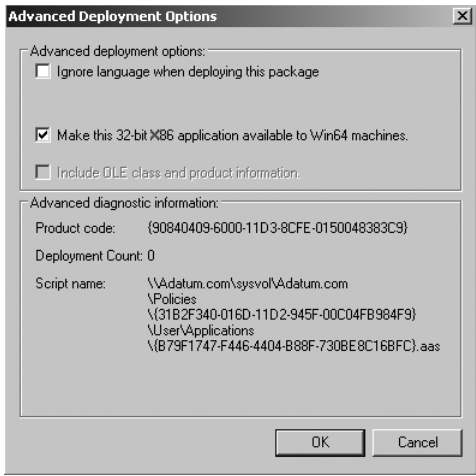 Advanced Deployment Options
Advanced deployment options:
Ignore language when deploying this package
Make this 32-bit X86 application available to Win64 machines.
Include OLE class and product information.
Advanced diagnostic information:
Product code: {90840409-6000-11D3-8CFE-0150048383C9}
Deployment Count: 0
Script name: \\Adatum.com\sysvol\Adatum.com
\Policies
\{31B2F340-016D-11D2-945F-00C04FB984F9}
\User\Applications
\{B79F1747-F446-4404-B88F-730BE8C16BFC}.aas
OK Cancel